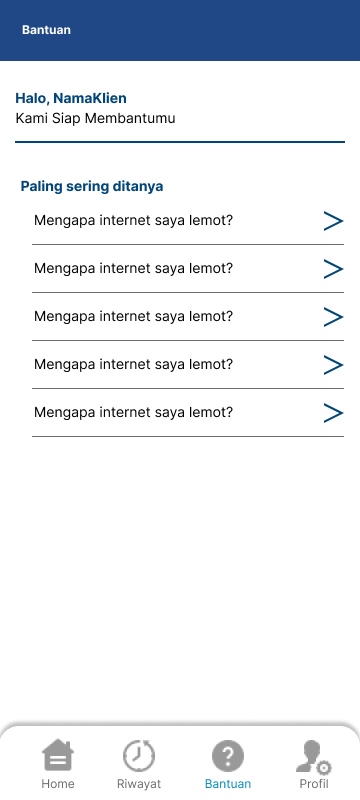 Bantuan
Halo, NamaKlien
Kami Siap Membantumu
Paling sering ditanya
Mengapa internet saya lemot?
Mengapa internet saya lemot?
Mengapa internet saya lemot?
Mengapa internet saya lemot?
Mengapa internet saya lemot?
Home Riwayat Bantuan Profil